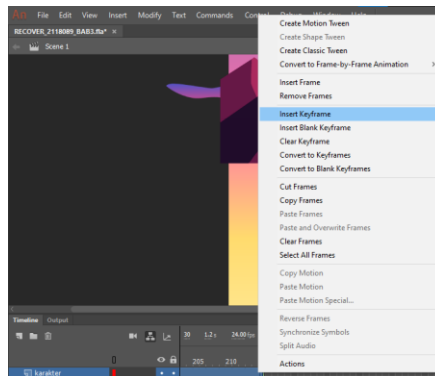 An File Edit View Insert Modify Text Commands
RECOVER_2118089_BAB3.fla* ×
Scene 1
Create Motion Tween
Create Shape Tween
Create Classic Tween
Convert to Frame-by-Frame Animation
Insert Frame
Remove Frames
Insert Keyframe
Insert Blank Keyframe
Clear Keyframe
Convert to Keyframes
Convert to Blank Keyframes
Cut Frames
Copy Frames
Paste Frames
Paste and Overwrite Frames
Clear Frames
Select All Frames
Copy Motion
Paste Motion
Paste Motion Special...
Reverse Frames
Synchronize Symbols
Split Audio
Actions
Timeline Output
30 1.2 s 24.00 fps
205 210
karakter